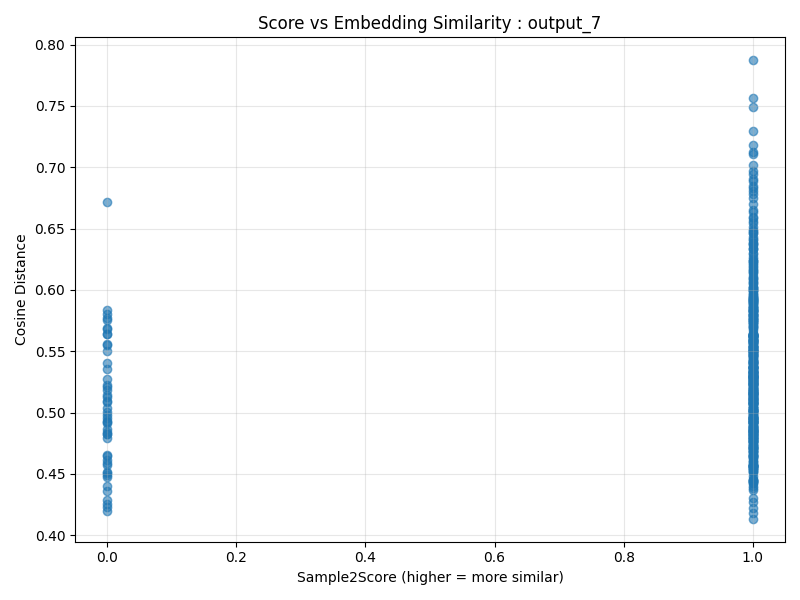 Score vs Embedding Similarity : output_7
Cosine Distance
0.80
0.75
0.70
0.65
0.60
0.55
0.50
0.45
0.40
0.0 0.2 0.4 0.6 0.8 1.0
Sample2Score (higher = more similar)